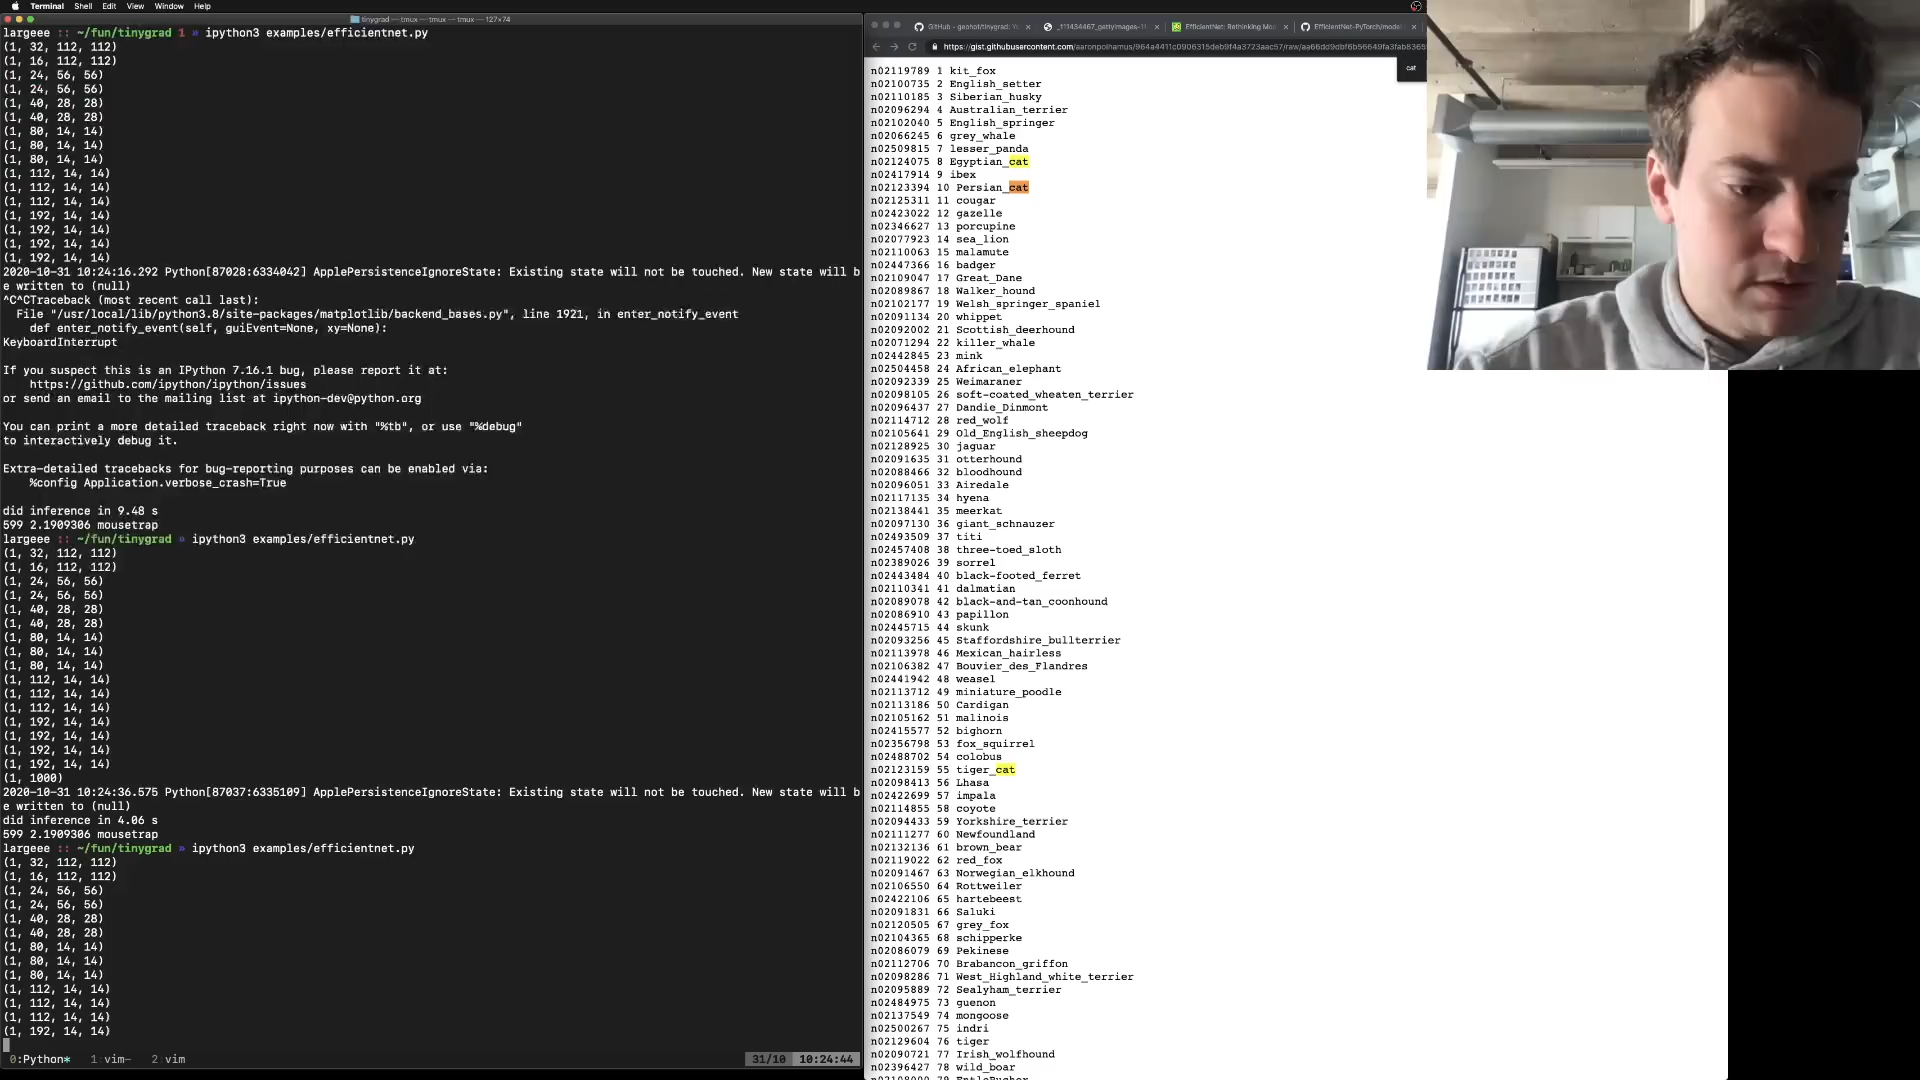 Terminal Shell Edit View Window Help
tinygrad — tmux — tmux — tmux — 127×74
largeee :: ~/fun/tinygrad 1 » ipython3 examples/efficientnet.py
(1, 32, 112, 112)
(1, 16, 112, 112)
(1, 24, 56, 56)
(1, 24, 56, 56)
(1, 40, 28, 28)
(1, 40, 28, 28)
(1, 80, 14, 14)
(1, 80, 14, 14)
(1, 80, 14, 14)
(1, 112, 14, 14)
(1, 112, 14, 14)
(1, 112, 14, 14)
(1, 192, 14, 14)
(1, 192, 14, 14)
(1, 192, 14, 14)
(1, 192, 14, 14)
2020-10-31 10:24:16.292 Python[87028:6334042] ApplePersistenceIgnoreState: Existing state will not be touched. New state will b
e written to (null)
^C^CTraceback (most recent call last):
File "/usr/local/lib/python3.8/site-packages/matplotlib/backend_bases.py", line 1921, in enter_notify_event
def enter_notify_event(self, guiEvent=None, xy=None):
KeyboardInterrupt
If you suspect this is an IPython 7.16.1 bug, please report it at:
https://github.com/ipython/ipython/issues
or send an email to the mailing list at ipython-dev@python.org
You can print a more detailed traceback right now with "%tb", or use "%debug"
to interactively debug it.
Extra-detailed tracebacks for bug-reporting purposes can be enabled via:
%config Application.verbose_crash=True
did inference in 9.48 s
599 2.1909306 mousetrap
largeee :: ~/fun/tinygrad » ipython3 examples/efficientnet.py
(1, 32, 112, 112)
(1, 16, 112, 112)
(1, 24, 56, 56)
(1, 24, 56, 56)
(1, 40, 28, 28)
(1, 40, 28, 28)
(1, 80, 14, 14)
(1, 80, 14, 14)
(1, 80, 14, 14)
(1, 112, 14, 14)
(1, 112, 14, 14)
(1, 112, 14, 14)
(1, 192, 14, 14)
(1, 192, 14, 14)
(1, 192, 14, 14)
(1, 192, 14, 14)
(1, 1000)
2020-10-31 10:24:36.575 Python[87037:6335109] ApplePersistenceIgnoreState: Existing state will not be touched. New state will b
e written to (null)
did inference in 4.06 s
599 2.1909306 mousetrap
largeee :: ~/fun/tinygrad » ipython3 examples/efficientnet.py
(1, 32, 112, 112)
(1, 16, 112, 112)
(1, 24, 56, 56)
(1, 24, 56, 56)
(1, 40, 28, 28)
(1, 40, 28, 28)
(1, 80, 14, 14)
(1, 80, 14, 14)
(1, 80, 14, 14)
(1, 112, 14, 14)
(1, 112, 14, 14)
(1, 112, 14, 14)
(1, 192, 14, 14)
0:Python* 1:vim- 2:vim 31/10 10:24:44
GitHub - geohot/tinygrad: Yo × _111434467_gettyimages-1 × EfficientNet: Rethinking Mod × EfficientNet-PyTorch/model
cat
n02119789 1 kit_fox
n02100735 2 English_setter
n02110185 3 Siberian_husky
n02096294 4 Australian_terrier
n02102040 5 English_springer
n02066245 6 grey_whale
n02509815 7 lesser_panda
n02124075 8 Egyptian_cat
n02417914 9 ibex
n02123394 10 Persian_cat
n02125311 11 cougar
n02423022 12 gazelle
n02346627 13 porcupine
n02077923 14 sea_lion
n02110063 15 malamute
n02447366 16 badger
n02109047 17 Great_Dane
n02089867 18 Walker_hound
n02102177 19 Welsh_springer_spaniel
n02091134 20 whippet
n02092002 21 Scottish_deerhound
n02071294 22 killer_whale
n02442845 23 mink
n02504458 24 African_elephant
n02092339 25 Weimaraner
n02098105 26 soft-coated_wheaten_terrier
n02096437 27 Dandie_Dinmont
n02114712 28 red_wolf
n02105641 29 Old_English_sheepdog
n02128925 30 jaguar
n02091635 31 otterhound
n02088466 32 bloodhound
n02096051 33 Airedale
n02117135 34 hyena
n02138441 35 meerkat
n02097130 36 giant_schnauzer
n02493509 37 titi
n02457408 38 three-toed_sloth
n02389026 39 sorrel
n02443484 40 black-footed_ferret
n02110341 41 dalmatian
n02089078 42 black-and-tan_coonhound
n02086910 43 papillon
n02445715 44 skunk
n02093256 45 Staffordshire_bullterrier
n02113978 46 Mexican_hairless
n02106382 47 Bouvier_des_Flandres
n02441942 48 weasel
n02113712 49 miniature_poodle
n02113186 50 Cardigan
n02105162 51 malinois
n02415577 52 bighorn
n02356798 53 fox_squirrel
n02488702 54 colobus
n02123159 55 tiger_cat
n02098413 56 Lhasa
n02422699 57 impala
n02114855 58 coyote
n02094433 59 Yorkshire_terrier
n02111277 60 Newfoundland
n02132136 61 brown_bear
n02119022 62 red_fox
n02091467 63 Norwegian_elkhound
n02106550 64 Rottweiler
n02422106 65 hartebeest
n02091831 66 Saluki
n02120505 67 grey_fox
n02104365 68 schipperke
n02086079 69 Pekinese
n02112706 70 Brabancon_griffon
n02098286 71 West_Highland_white_terrier
n02095889 72 Sealyham_terrier
n02484975 73 guenon
n02137549 74 mongoose
n02500267 75 indri
n02129604 76 tiger
n02090721 77 Irish_wolfhound
n02396427 78 wild_boar